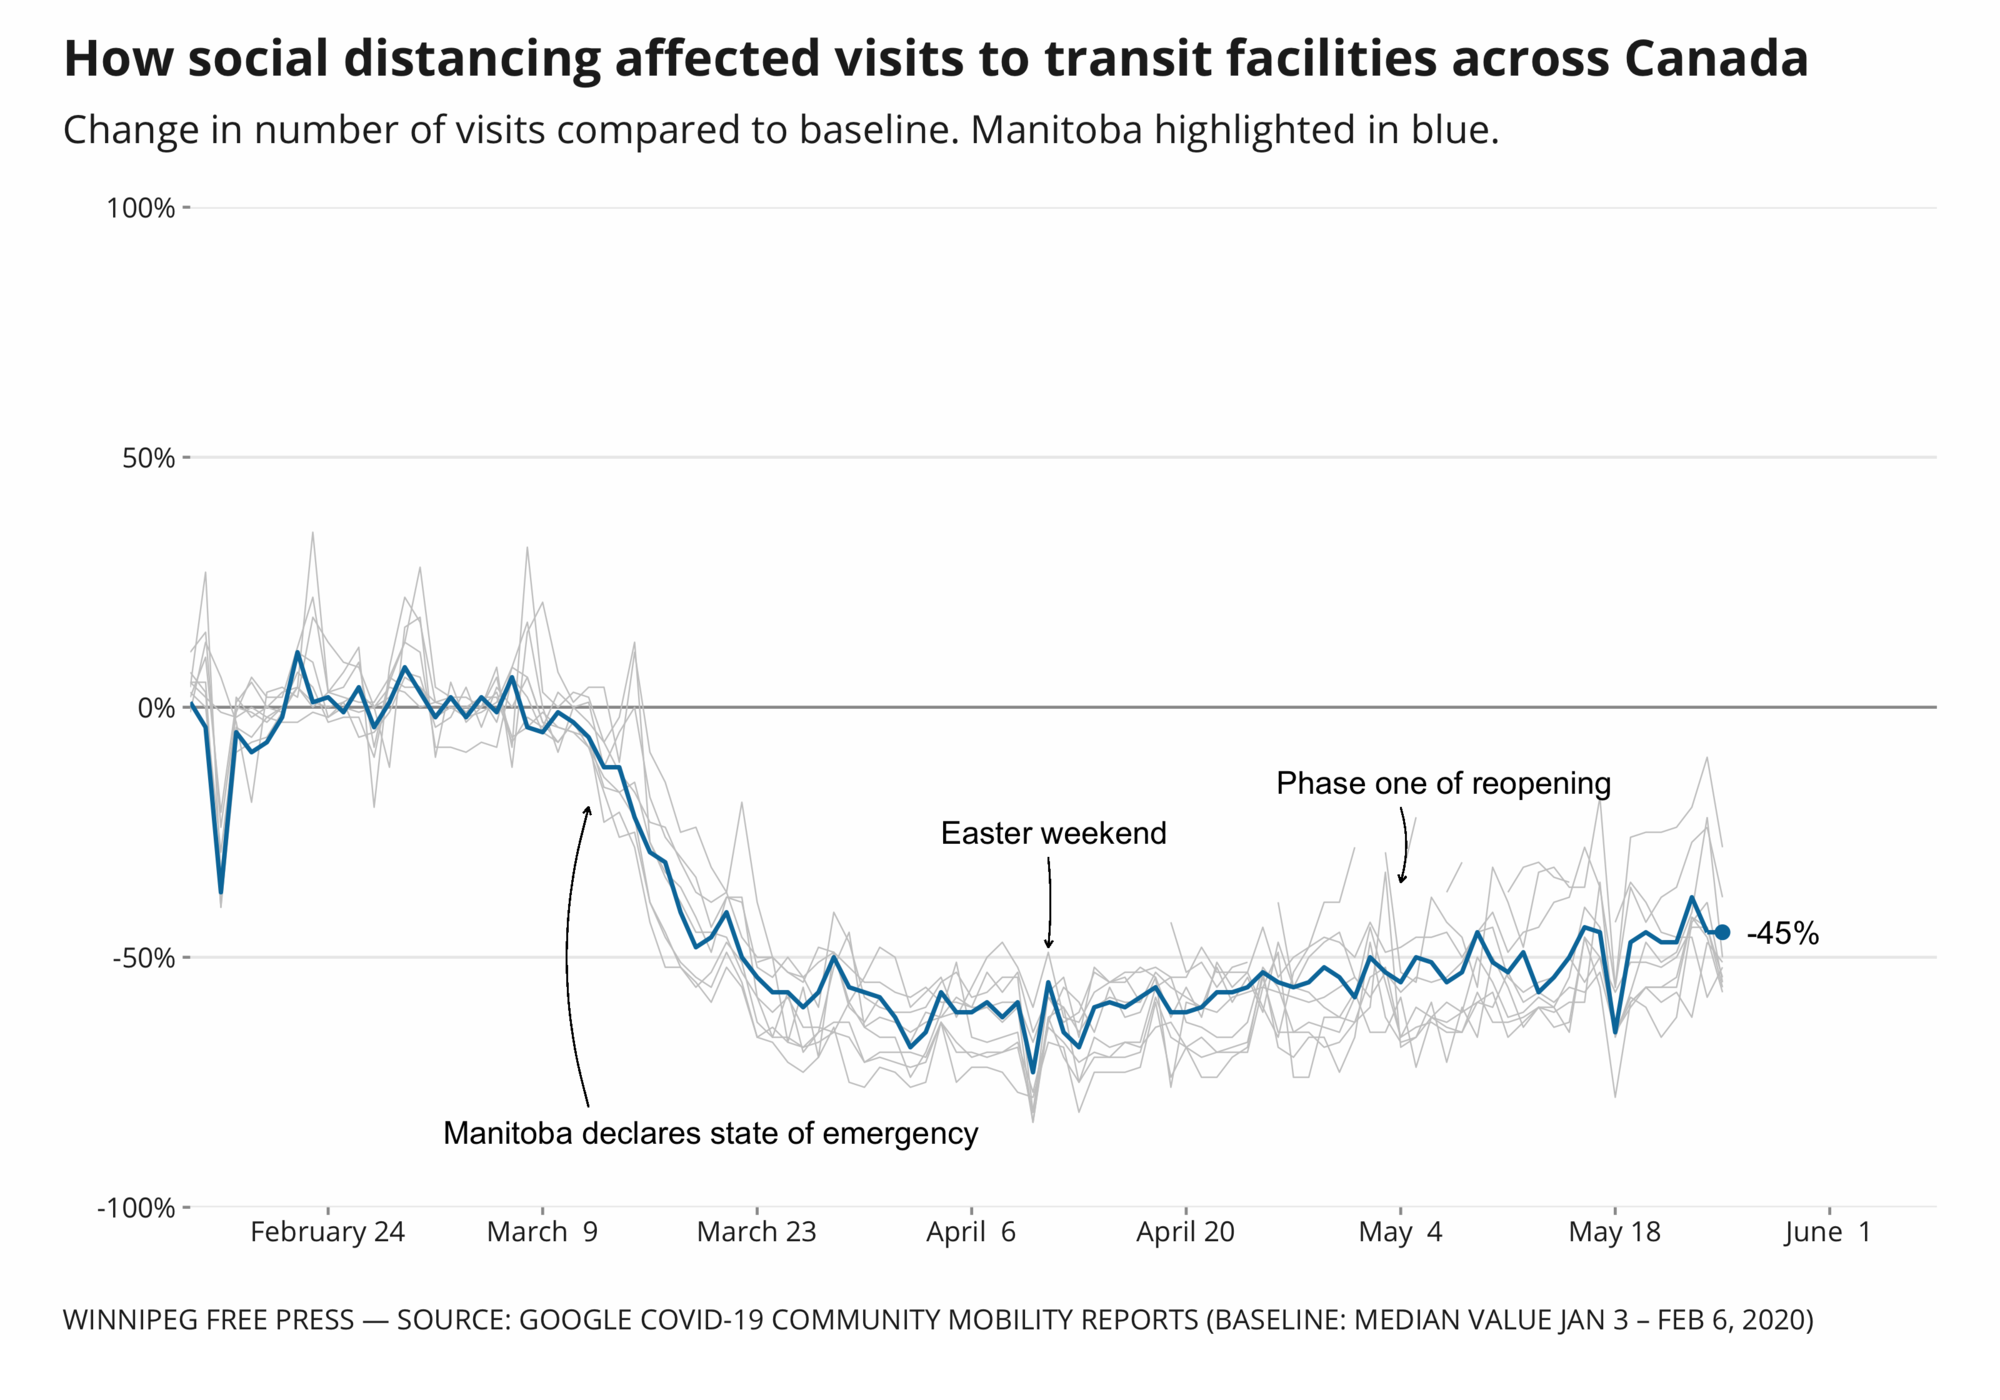 How social distancing affected visits to transit facilities across Canada
Change in number of visits compared to baseline. Manitoba highlighted in blue.
100%
50%
0%
Phase one of reopening
Easter weekend
-45%
-50%
Manitoba declares state of emergency
-100%
February 24 March 9 March 23 April 6 April 20 May 4 May 18 June 1
WINNIPEG FREE PRESS — SOURCE: GOOGLE COVID-19 COMMUNITY MOBILITY REPORTS (BASELINE: MEDIAN VALUE JAN 3 – FEB 6, 2020)